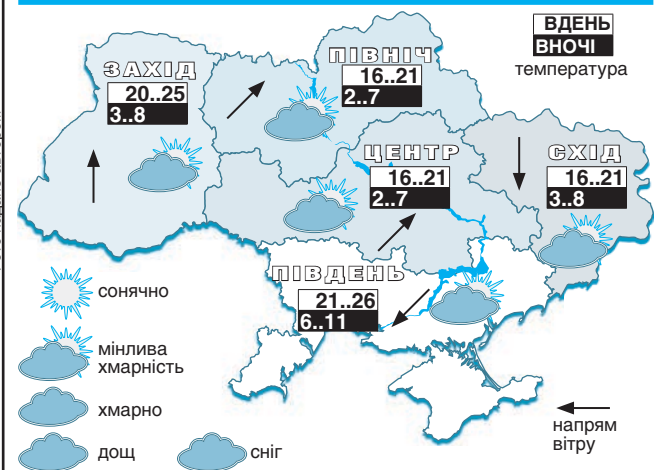 ВДЕНЬ
ВНОЧІ
температура
ПІВНІЧ
16..21
2..7
ЗАХІД
20..25
3..8
ЦЕНТР
16..21
2..7
СХІД
16..21
3..8
ПІВДЕНЬ
21..26
6..11
сонячно
мінлива
хмарність
хмарно
дощ
сніг
напрям
вітру